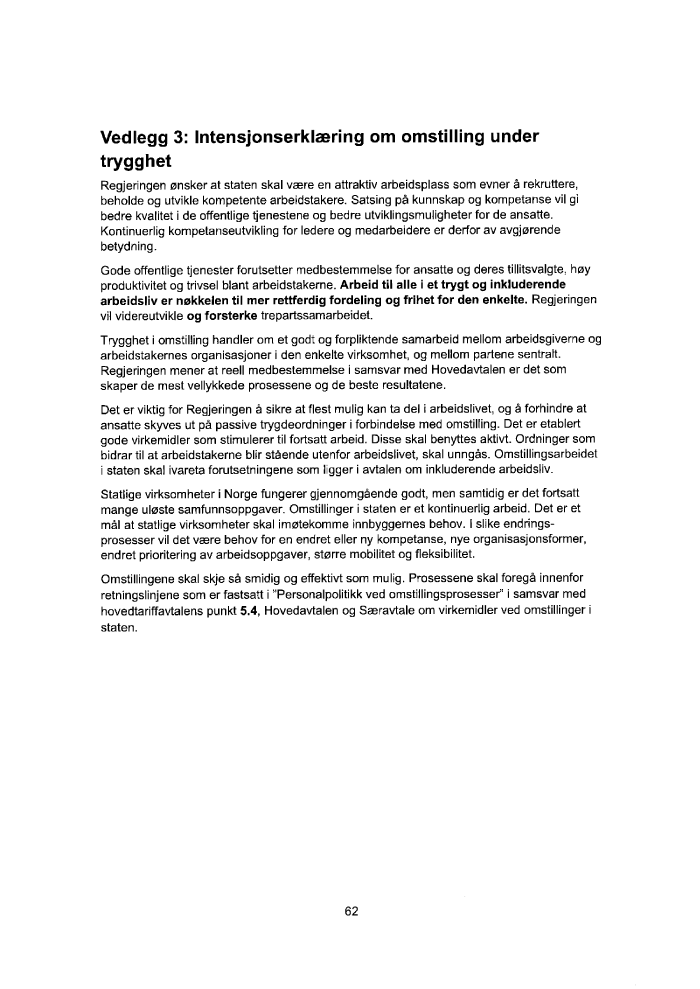 Vedlegg 3: Intensjonserklæring om omstilling under
trygghet
Regjeringen ønsker at staten skal være en attraktiv arbeidsplass som evner å rekruttere,
beholde og utvikle kompetente arbeidstakere. Satsing på kunnskap og kompetanse vil gi
bedre kvalitet i de offentlige tjenestene og bedre utviklingsmuligheter for de ansatte.
Kontinuerlig kompetanseutvikling for ledere og medarbeidere er derfor av avgjørende
betydning.
Gode offentlige tjenester forutsetter medbestemmelse for ansatte og deres tillitsvalgte, høy
produktivitet og trivsel blant arbeidstakerne. Arbeid til alle i et trygt og inkluderende
arbeidsliv er nøkkelen til mer rettferdig fordeling og frihet for den enkelte. Regjeringen
vil videreutvikle og forsterke trepartssamarbeidet.
Trygghet i omstilling handler om et godt og forpliktende samarbeid mellom arbeidsgiverne og
arbeidstakernes organisasjoner i den enkelte virksomhet, og mellom partene sentralt.
Regjeringen mener at reell medbestemmelse i samsvar med Hovedavtalen er det som
skaper de mest vellykkede prosessene og de beste resultatene.
Det er viktig for Regjeringen å sikre at flest mulig kan ta del i arbeidslivet, og å forhindre at
ansatte skyves ut på passive trygdeordninger i forbindelse med omstilling. Det er etablert
gode virkemidler som stimulerer til fortsatt arbeid. Disse skal benyttes aktivt. Ordninger som
bidrar til at arbeidstakerne blir stående utenfor arbeidslivet, skal unngås. Omstillingsarbeidet
i staten skal ivareta forutsetningene som ligger i avtalen om inkluderende arbeidsliv.
Statlige virksomheter i Norge fungerer gjennomgående godt, men samtidig er det fortsatt
mange uløste samfunnsoppgaver. Omstillinger i staten er et kontinuerlig arbeid. Det er et
mål at statlige virksomheter skal imøtekomme innbyggernes behov. I slike endrings-
prosesser vil det være behov for en endret eller ny kompetanse, nye organisasjonsformer,
endret prioritering av arbeidsoppgaver, større mobilitet og fleksibilitet.
Omstillingene skal skje så smidig og effektivt som mulig. Prosessene skal foregå innenfor
retningslinjene som er fastsatt i "Personalpolitikk ved omstillingsprosesser" i samsvar med
hovedtariffavtalens punkt 5.4, Hovedavtalen og Særavtale om virkemidler ved omstillinger i
staten.
62